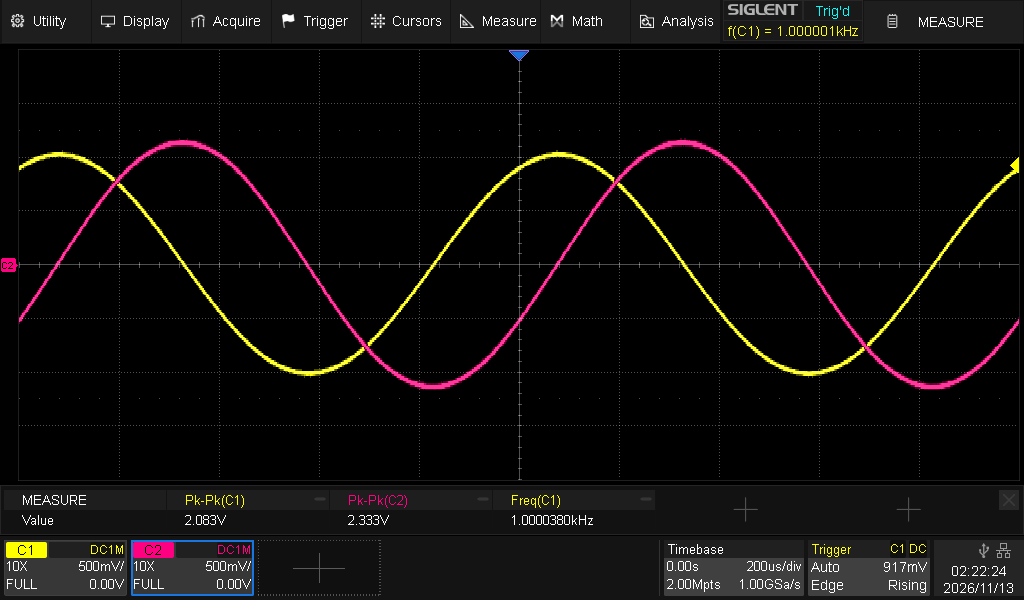 Utility Display Acquire Trigger Cursors Measure Math Analysis SIGLENT Trig'd MEASURE
f(C1) = 1.000001kHz
C2
MEASURE Pk-Pk(C1) Pk-Pk(C2) Freq(C1)
Value 2.083V 2.333V 1.0000380kHz
C1 DC1M C2 DC1M Timebase Trigger C1 DC
10X 500mV/ 10X 500mV/ 0.00s 200us/div Auto 917mV 02:22:24
FULL 0.00V FULL 0.00V 2.00Mpts 1.00GSa/s Edge Rising 2026/11/13